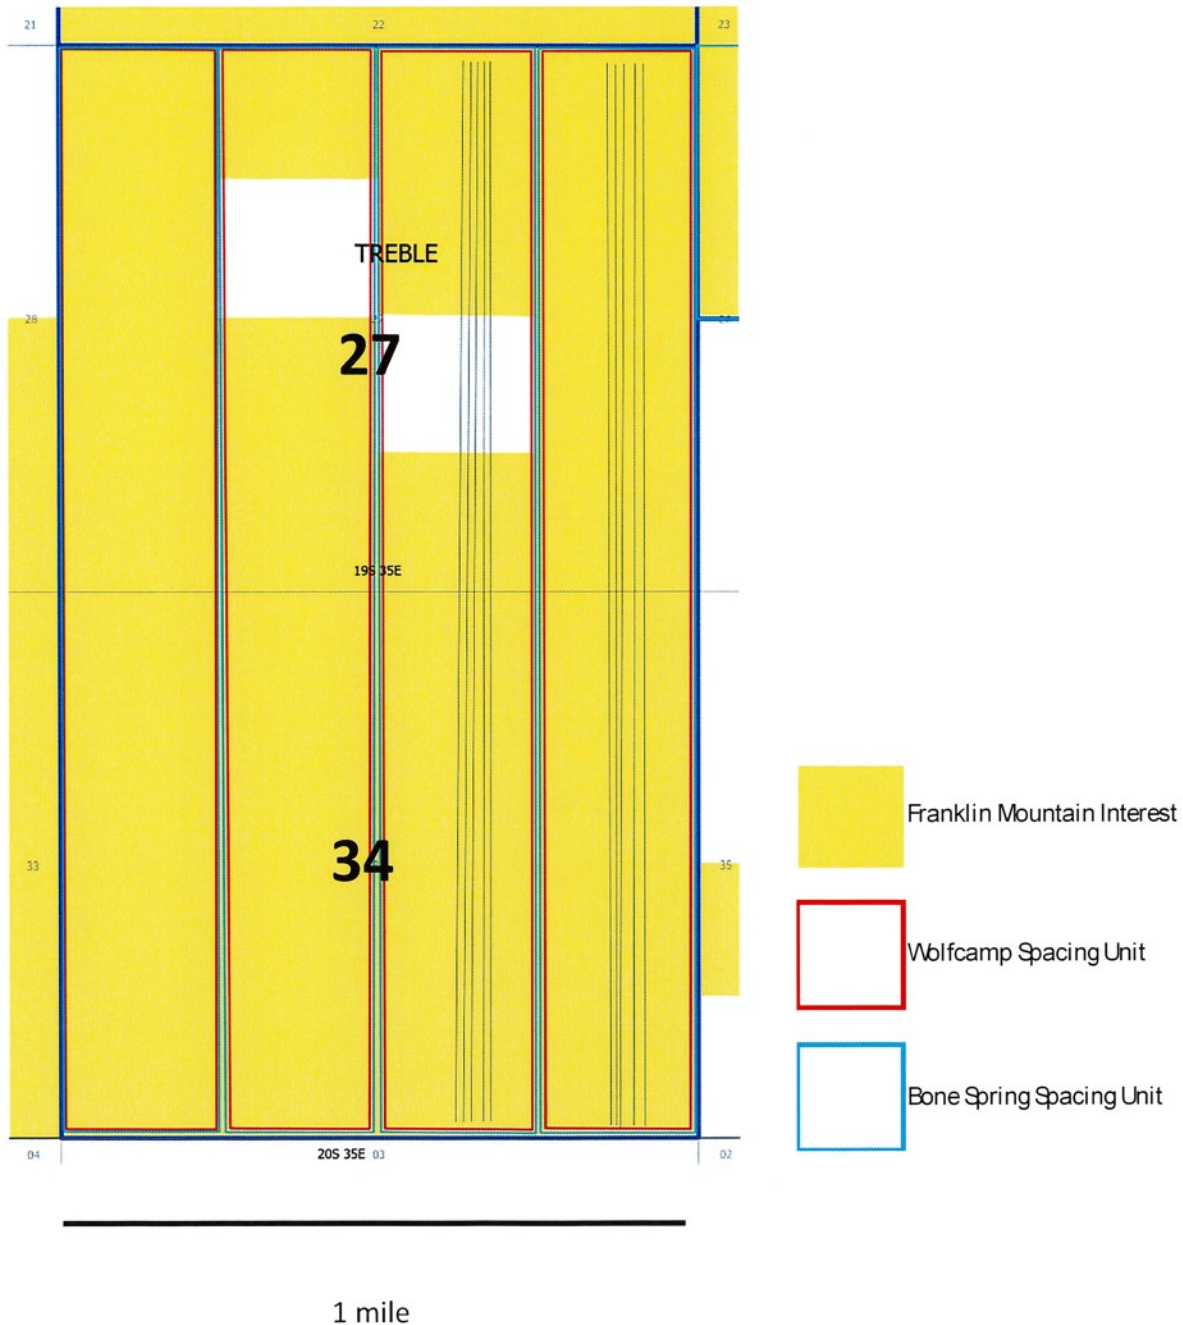 21 22 23
TREBLE
28
27
19S 35E
34
33 35
04 20S 35E 03 02
Franklin Mountain Interest
Wolfcamp Spacing Unit
Bone Spring Spacing Unit
1 mile